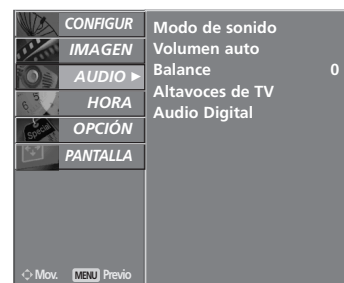 CONFIGUR
IMAGEN
AUDIO
HORA
OPCIÓN
PANTALLA
Modo de sonido
Volumen auto
Balance 0
Altavoces de TV
Audio Digital
Mov. MENU Previo